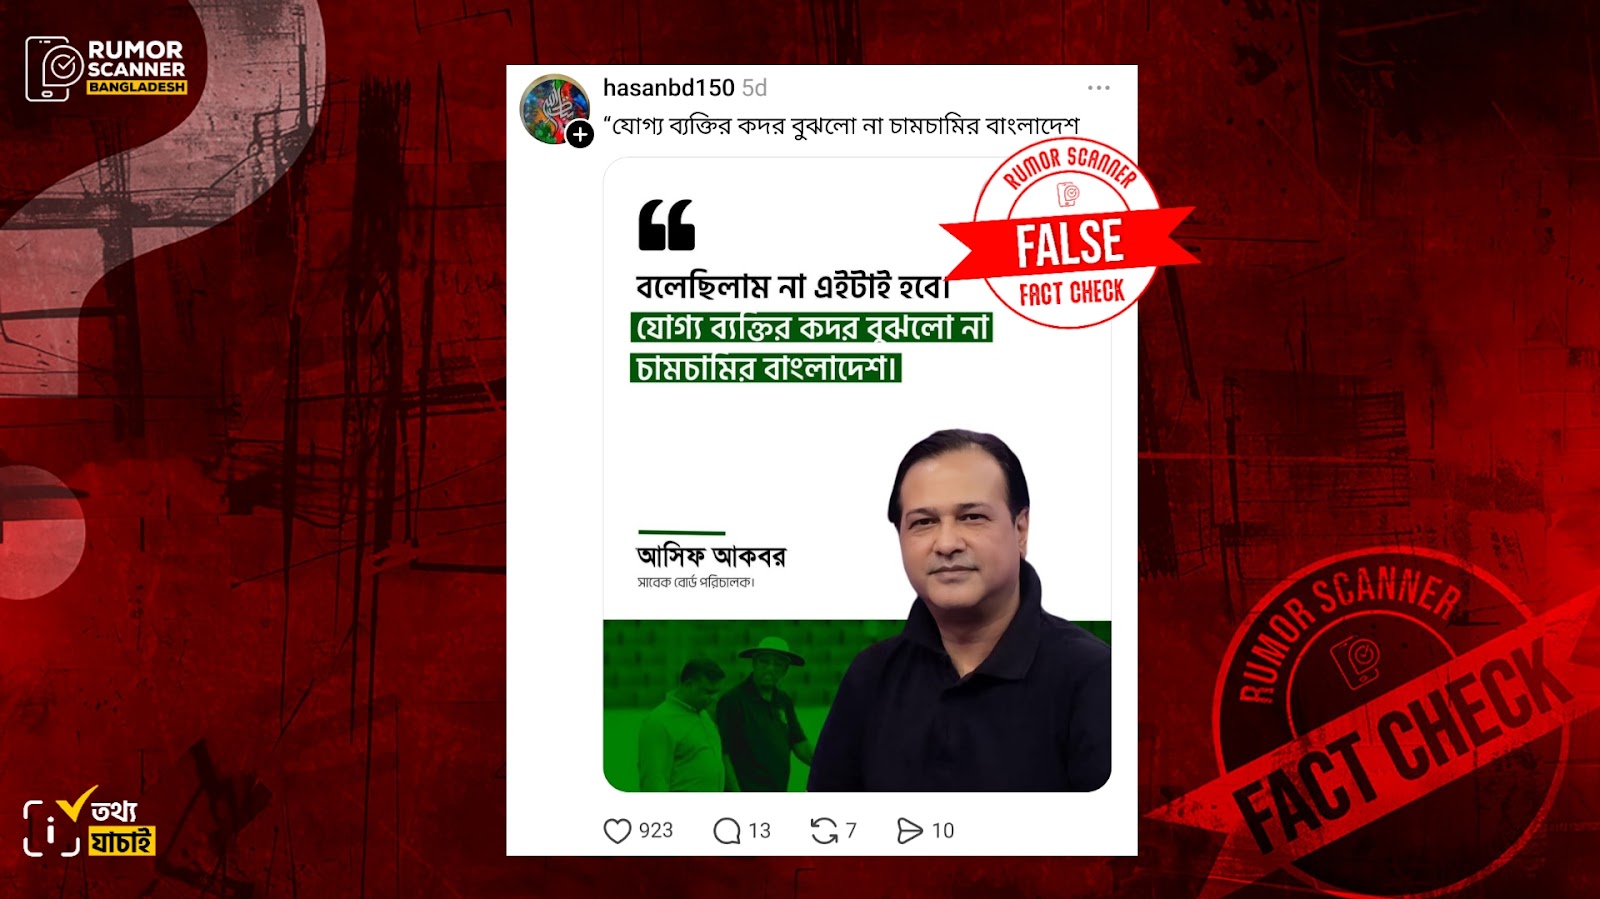 RUMOR
SCANNER
BANGLADESH
hasanbd150 5d
“যোগ্য ব্যক্তির কদর বুঝলো না চামচামির বাংলাদেশ
RUMOR SCANNER
FALSE
FACT CHECK
বলেছিলাম না এইটাই হবে।
যোগ্য ব্যক্তির কদর বুঝলো না
চামচামির বাংলাদেশ।
আসিফ আকবর
সাবেক বোর্ড পরিচালক।
923 13 7 10
তথ্য
যাচাই
RUMOR SCANNER
FACT CHECK